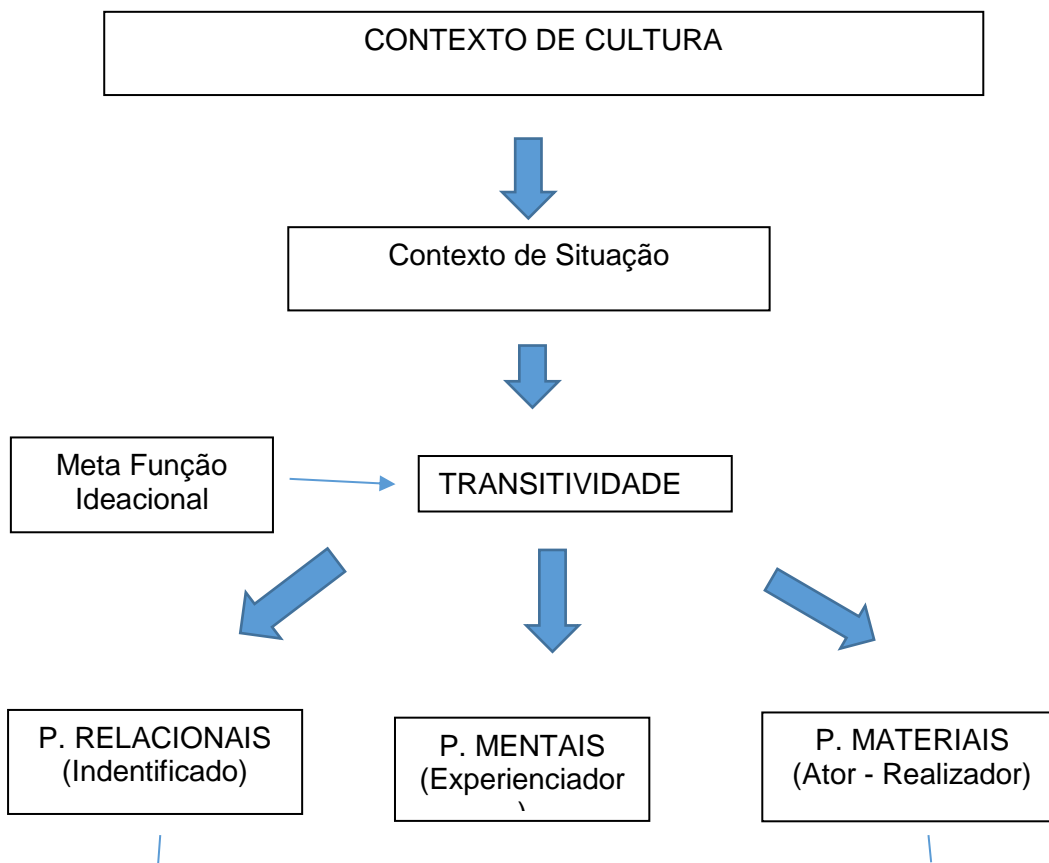 CONTEXTO DE CULTURA
Contexto de Situação
Meta Função
Ideacional
TRANSITIVIDADE
P. RELACIONAIS
(Indentificado)
P. MENTAIS
(Experienciador
)
P. MATERIAIS
(Ator - Realizador)